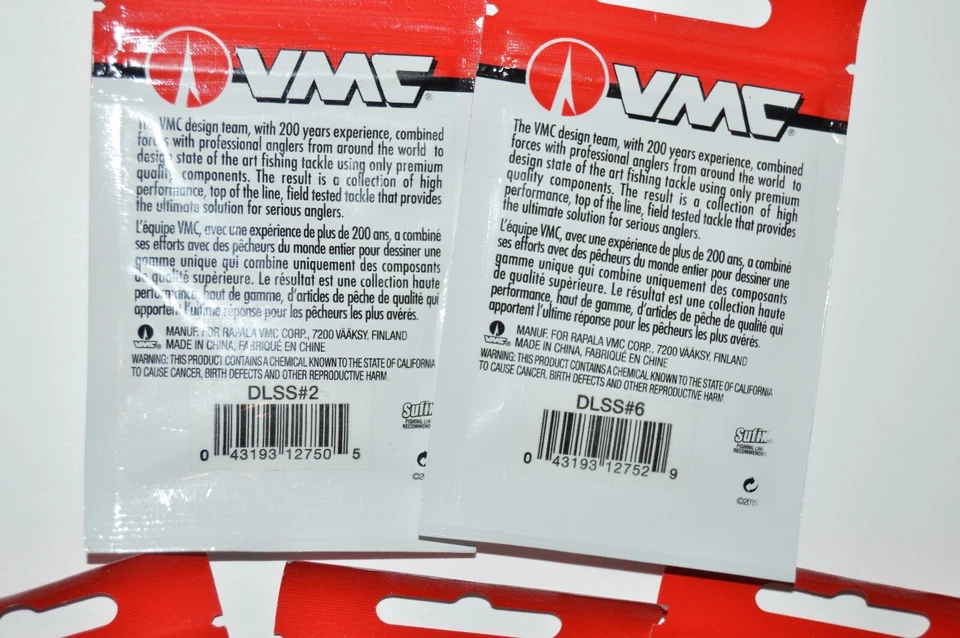 VMC®
The VMC design team, with 200 years experience, combined
forces with professional anglers from around the world to
design state of the art fishing tackle using only premium
quality components. The result is a collection of high
performance, top of the line, field tested tackle that provides
the ultimate solution for serious anglers.
L'équipe VMC, avec une expérience de plus de 200 ans, a combiné
ses efforts avec des pêcheurs du monde entier pour dessiner une
gamme unique qui combine uniquement des composants
de qualité supérieure. Le résultat est une collection haute
performance, haut de gamme, d'articles de pêche de qualité qui
apportent l'ultime réponse pour les pêcheurs les plus avérés.
VMC®
MANUF. FOR RAPALA VMC CORP., 7200 VÄÄKSY, FINLAND
MADE IN CHINA, FABRIQUÉ EN CHINE
WARNING: THIS PRODUCT CONTAINS A CHEMICAL KNOWN TO THE STATE OF CALIFORNIA
TO CAUSE CANCER, BIRTH DEFECTS AND OTHER REPRODUCTIVE HARM.
DLSS#2
0 43193 12750 5
Sufix
FISHING LINE
RECOMMENDED
©2
VMC®
The VMC design team, with 200 years experience, combined
forces with professional anglers from around the world to
design state of the art fishing tackle using only premium
quality components. The result is a collection of high
performance, top of the line, field tested tackle that provides
the ultimate solution for serious anglers.
L'équipe VMC, avec une expérience de plus de 200 ans, a combiné
ses efforts avec des pêcheurs du monde entier pour dessiner une
gamme unique qui combine uniquement des composants
de qualité supérieure. Le résultat est une collection haute
performance, haut de gamme, d'articles de pêche de qualité qui
apportent l'ultime réponse pour les pêcheurs les plus avérés.
VMC®
MANUF. FOR RAPALA VMC CORP., 7200 VÄÄKSY, FINLAND
MADE IN CHINA, FABRIQUÉ EN CHINE
WARNING: THIS PRODUCT CONTAINS A CHEMICAL KNOWN TO THE STATE OF CALIFORNIA
TO CAUSE CANCER, BIRTH DEFECTS AND OTHER REPRODUCTIVE HARM.
DLSS#6
0 43193 12752 9
Sufix
FISHING LINE
RECOMMENDED
©2015